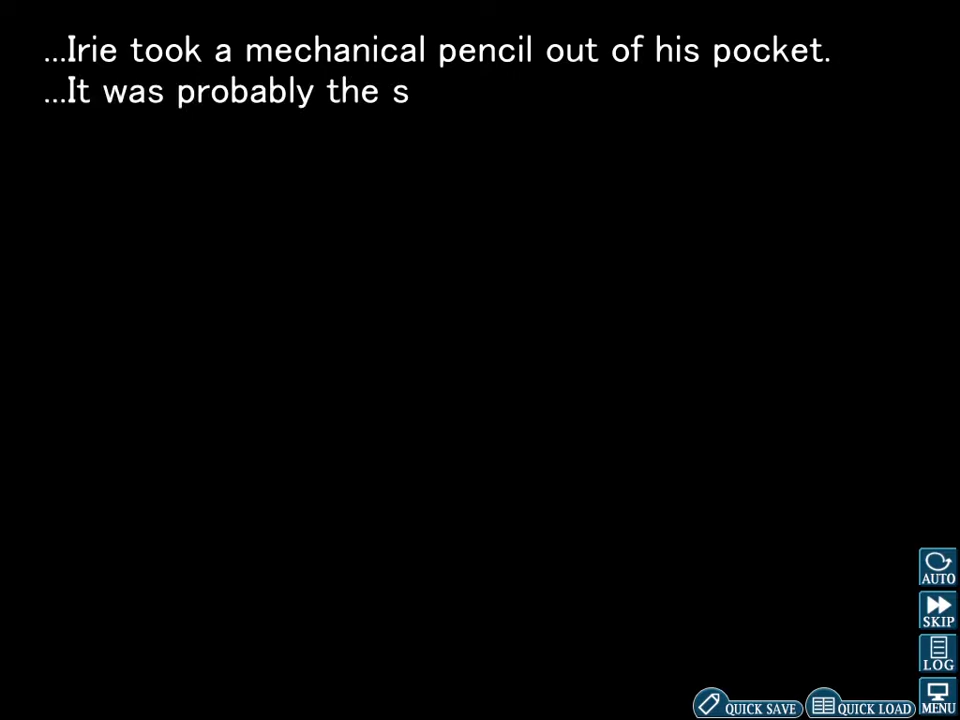 ...Irie took a mechanical pencil out of his pocket.
...It was probably the s
AUTO
SKIP
LOG
QUICK SAVE
QUICK LOAD
MENU